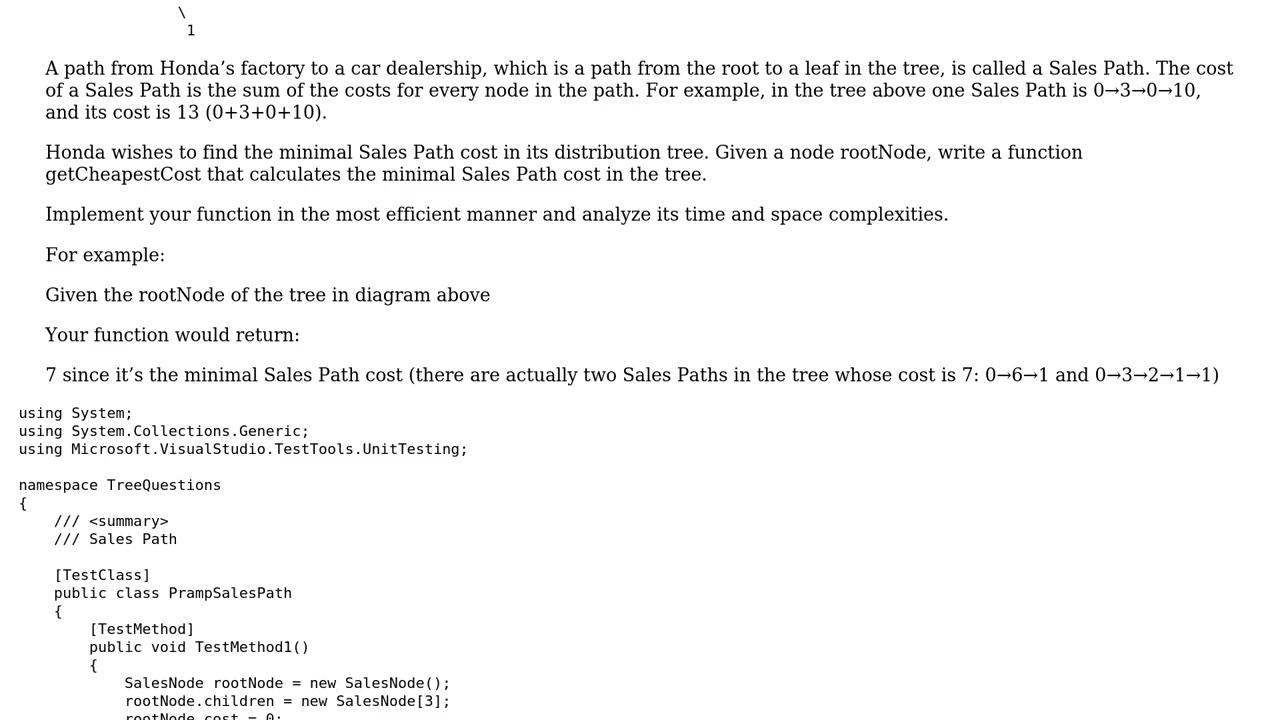 \
1
A path from Honda’s factory to a car dealership, which is a path from the root to a leaf in the tree, is called a Sales Path. The cost
of a Sales Path is the sum of the costs for every node in the path. For example, in the tree above one Sales Path is 0→3→0→10,
and its cost is 13 (0+3+0+10).
Honda wishes to find the minimal Sales Path cost in its distribution tree. Given a node rootNode, write a function
getCheapestCost that calculates the minimal Sales Path cost in the tree.
Implement your function in the most efficient manner and analyze its time and space complexities.
For example:
Given the rootNode of the tree in diagram above
Your function would return:
7 since it’s the minimal Sales Path cost (there are actually two Sales Paths in the tree whose cost is 7: 0→6→1 and 0→3→2→1→1)
using System;
using System.Collections.Generic;
using Microsoft.VisualStudio.TestTools.UnitTesting;
namespace TreeQuestions
{
/// <summary>
/// Sales Path
[TestClass]
public class PrampSalesPath
{
[TestMethod]
public void TestMethod1()
{
SalesNode rootNode = new SalesNode();
rootNode.children = new SalesNode[3];
rootNode.cost = 0;